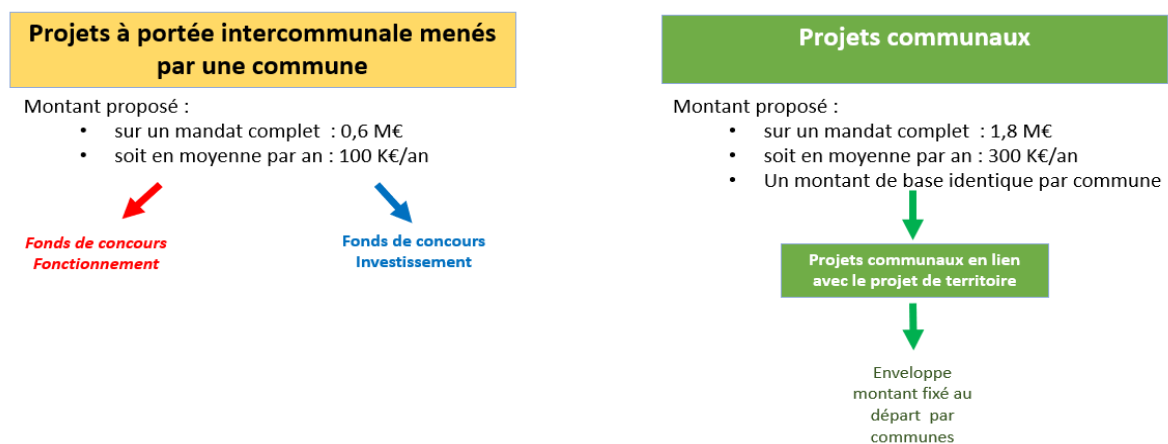 Projets à portée intercommunale menés
par une commune
Montant proposé :
• sur un mandat complet : 0,6 M€
• soit en moyenne par an : 100 K€/an
Fonds de concours
Fonctionnement
Fonds de concours
Investissement
Projets communaux
Montant proposé :
• sur un mandat complet : 1,8 M€
• soit en moyenne par an : 300 K€/an
• Un montant de base identique par commune
Projets communaux en lien
avec le projet de territoire
Enveloppe
montant fixé au
départ par
communes